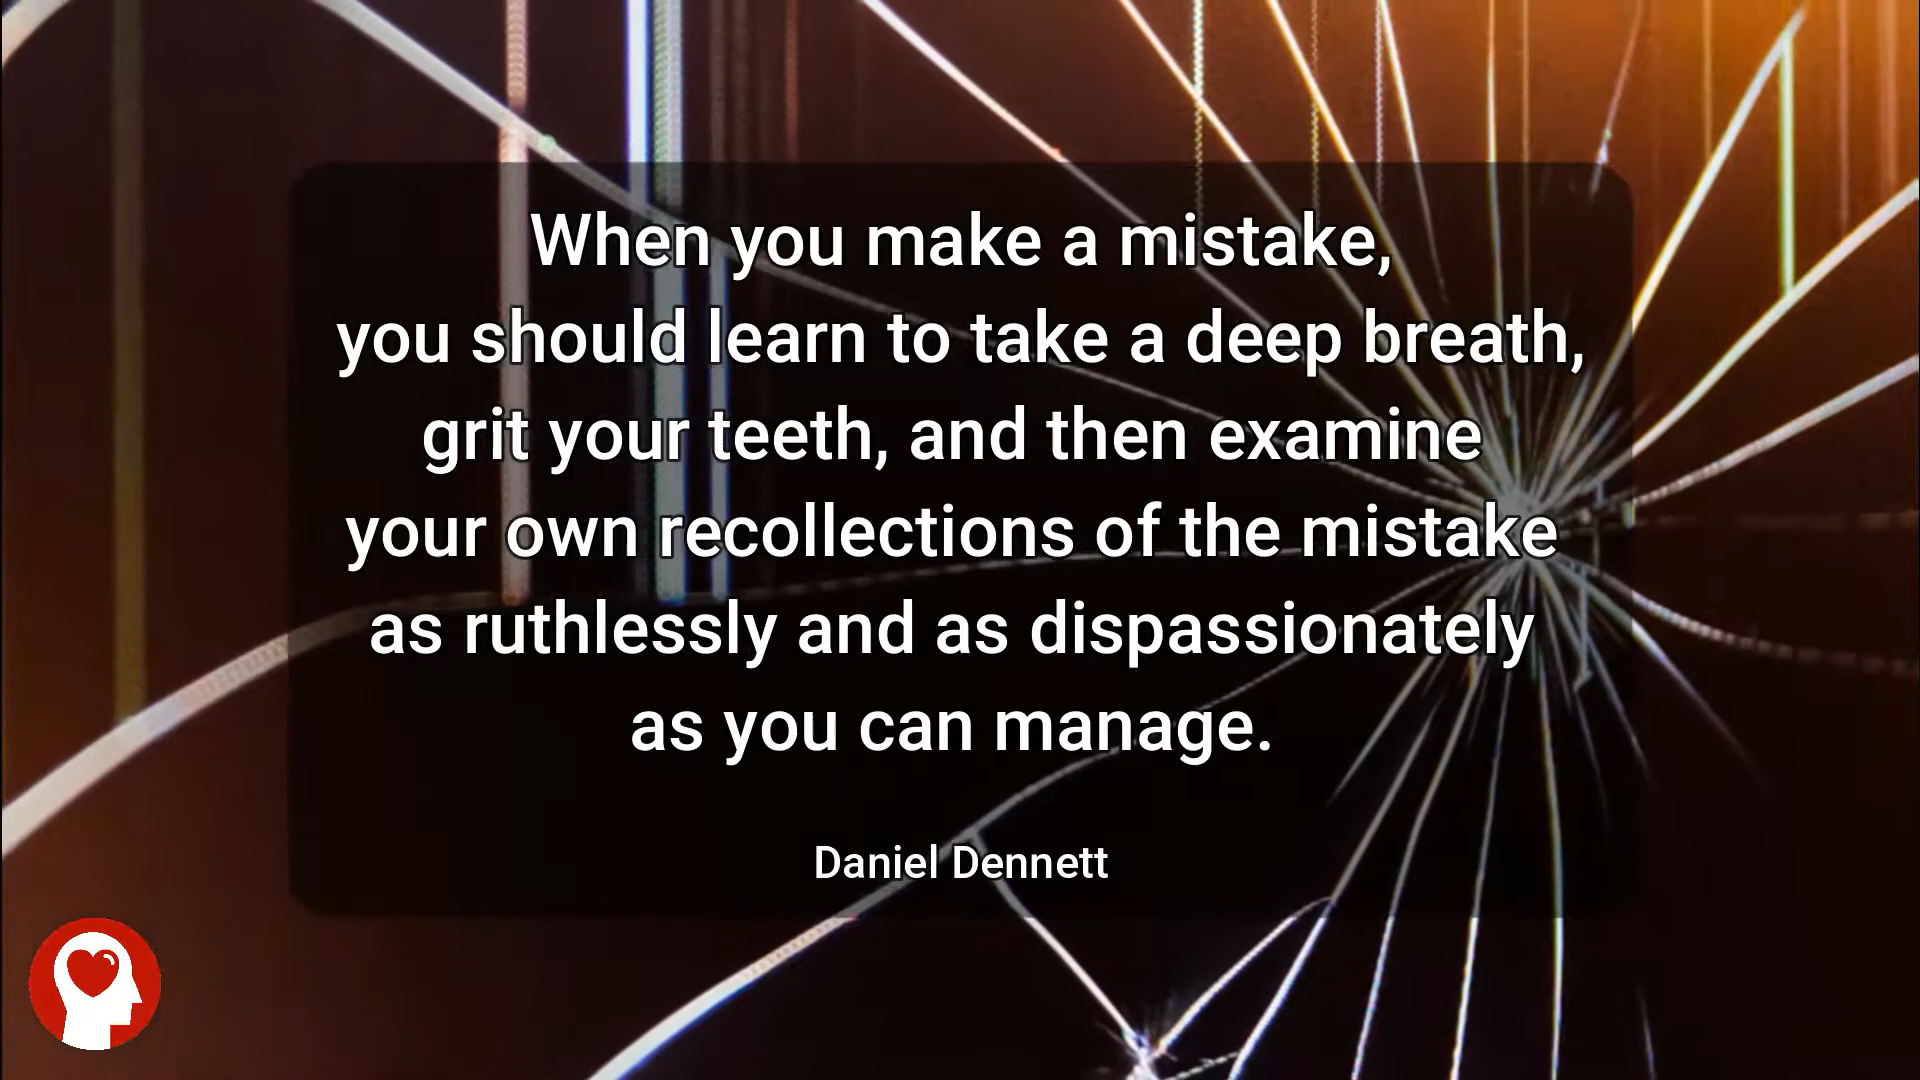 When you make a mistake,
you should learn to take a deep breath,
grit your teeth, and then examine
your own recollections of the mistake
as ruthlessly and as dispassionately
as you can manage.
Daniel Dennett